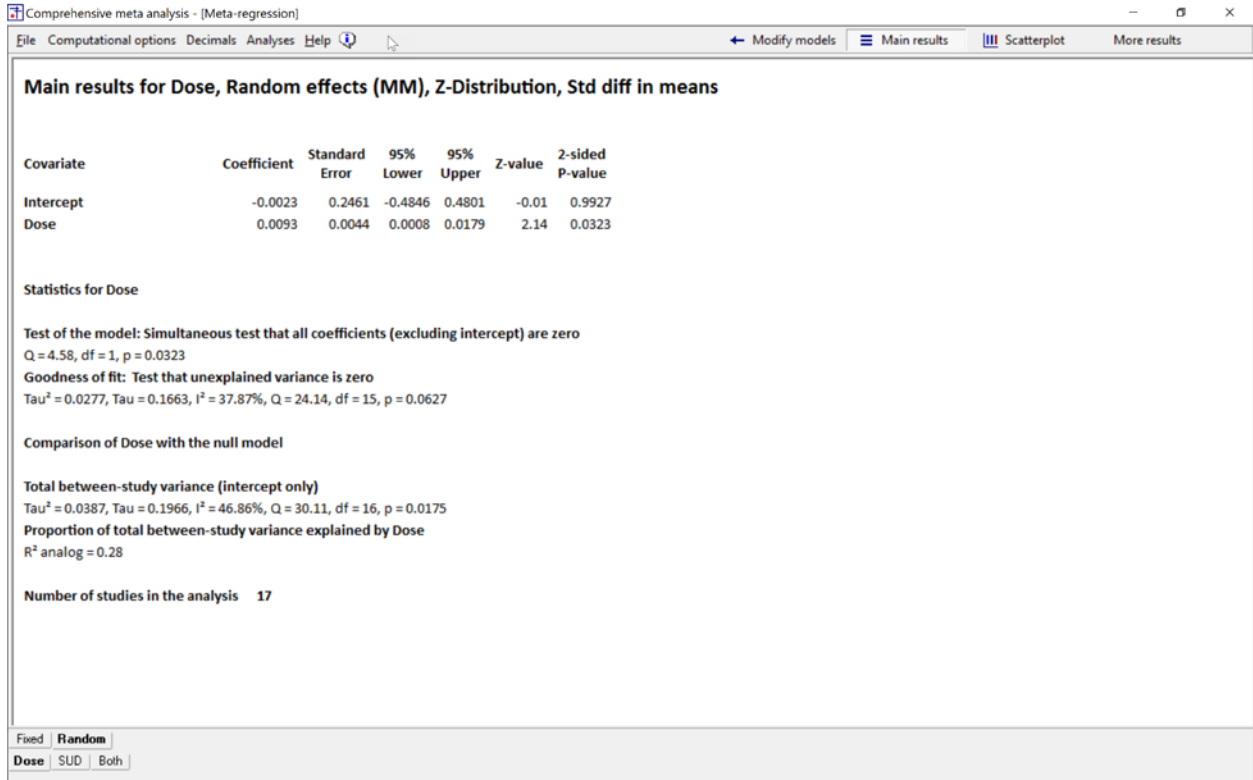 Comprehensive meta analysis - [Meta-regression]
File Computational options Decimals Analyses Help Modify models Main results Scatterplot More results
Main results for Dose, Random effects (MM), Z-Distribution, Std diff in means
Covariate Coefficient Standard Error 95% Lower 95% Upper Z-value 2-sided P-value
Intercept -0.0023 0.2461 -0.4846 0.4801 -0.01 0.9927
Dose 0.0093 0.0044 0.0008 0.0179 2.14 0.0323
Statistics for Dose
Test of the model: Simultaneous test that all coefficients (excluding intercept) are zero
Q = 4.58, df = 1, p = 0.0323
Goodness of fit: Test that unexplained variance is zero
Tau² = 0.0277, Tau = 0.1663, I² = 37.87%, Q = 24.14, df = 15, p = 0.0627
Comparison of Dose with the null model
Total between-study variance (intercept only)
Tau² = 0.0387, Tau = 0.1966, I² = 46.86%, Q = 30.11, df = 16, p = 0.0175
Proportion of total between-study variance explained by Dose
R² analog = 0.28
Number of studies in the analysis 17
Fixed Random
Dose SUD Both